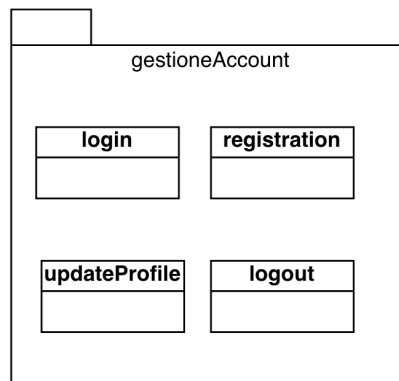 gestioneAccount
login
registration
updateProfile
logout